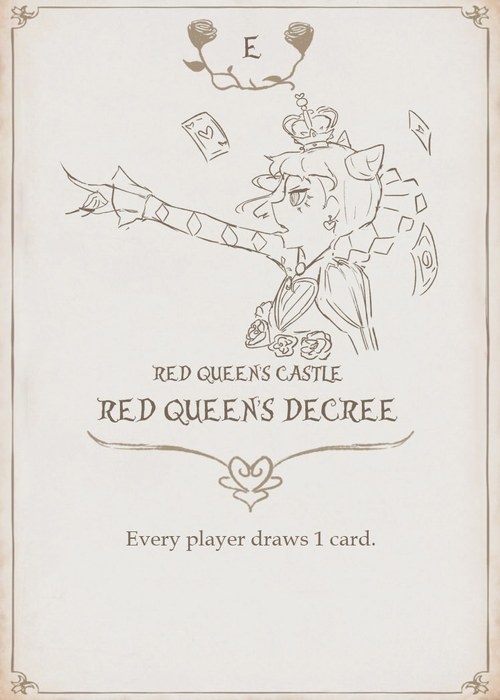 E
RED QUEEN'S CASTLE
RED QUEEN'S DECREE
Every player draws 1 card.